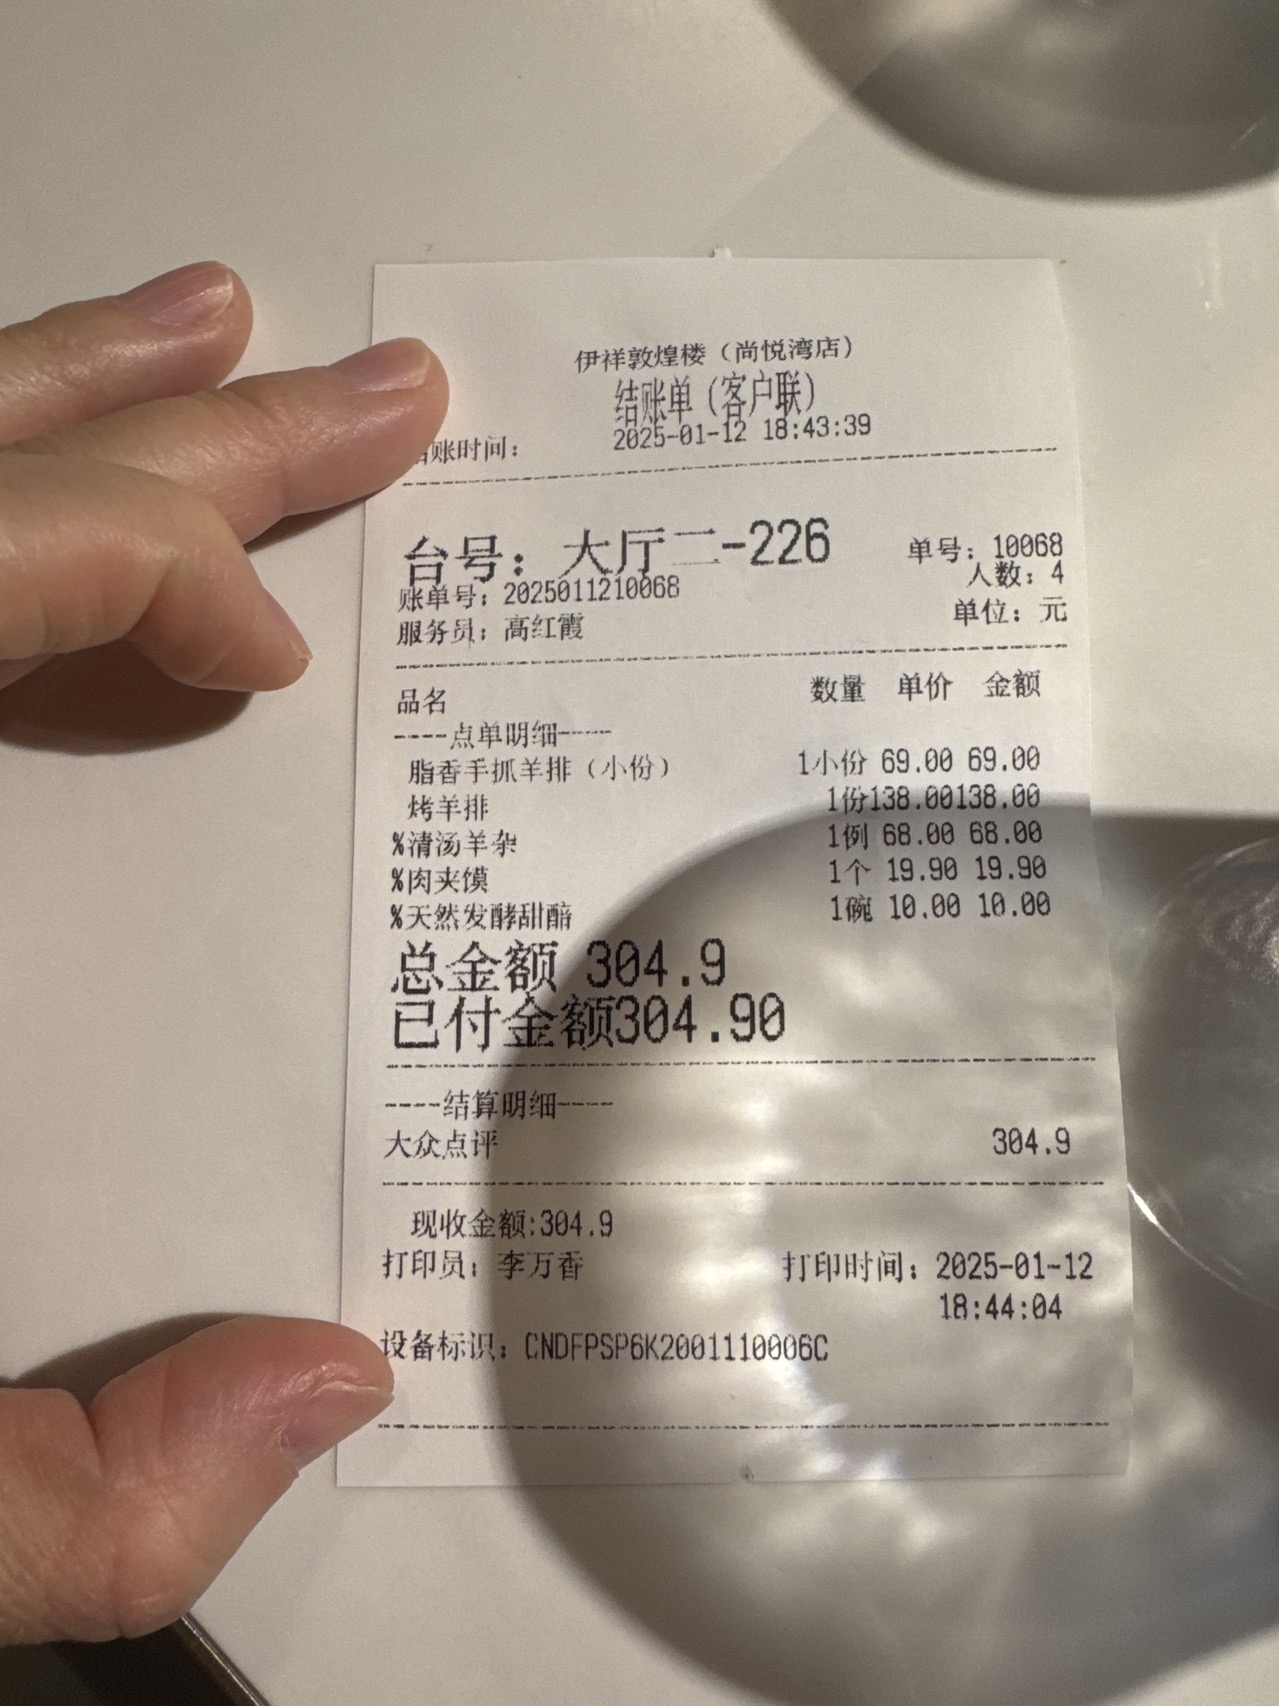 伊祥敦煌楼（尚悦湾店）
结账单（客户联）
账时间： 2025-01-12 18:43:39
台号：大厅二-226 单号：10068
人数：4
账单号：2025011210068
服务员：高红霞 单位：元
品名 数量 单价 金额
----点单明细----
脂香手抓羊排（小份） 1小份 69.00 69.00
烤羊排 1份138.00138.00
%清汤羊杂 1例 68.00 68.00
%肉夹馍 1个 19.90 19.90
%天然发酵甜醅 1碗 10.00 10.00
总金额 304.9
已付金额304.90
----结算明细----
大众点评 304.9
现收金额:304.9
打印员：李万香 打印时间：2025-01-12
18:44:04
设备标识：CNDFPSP6K2001110006C